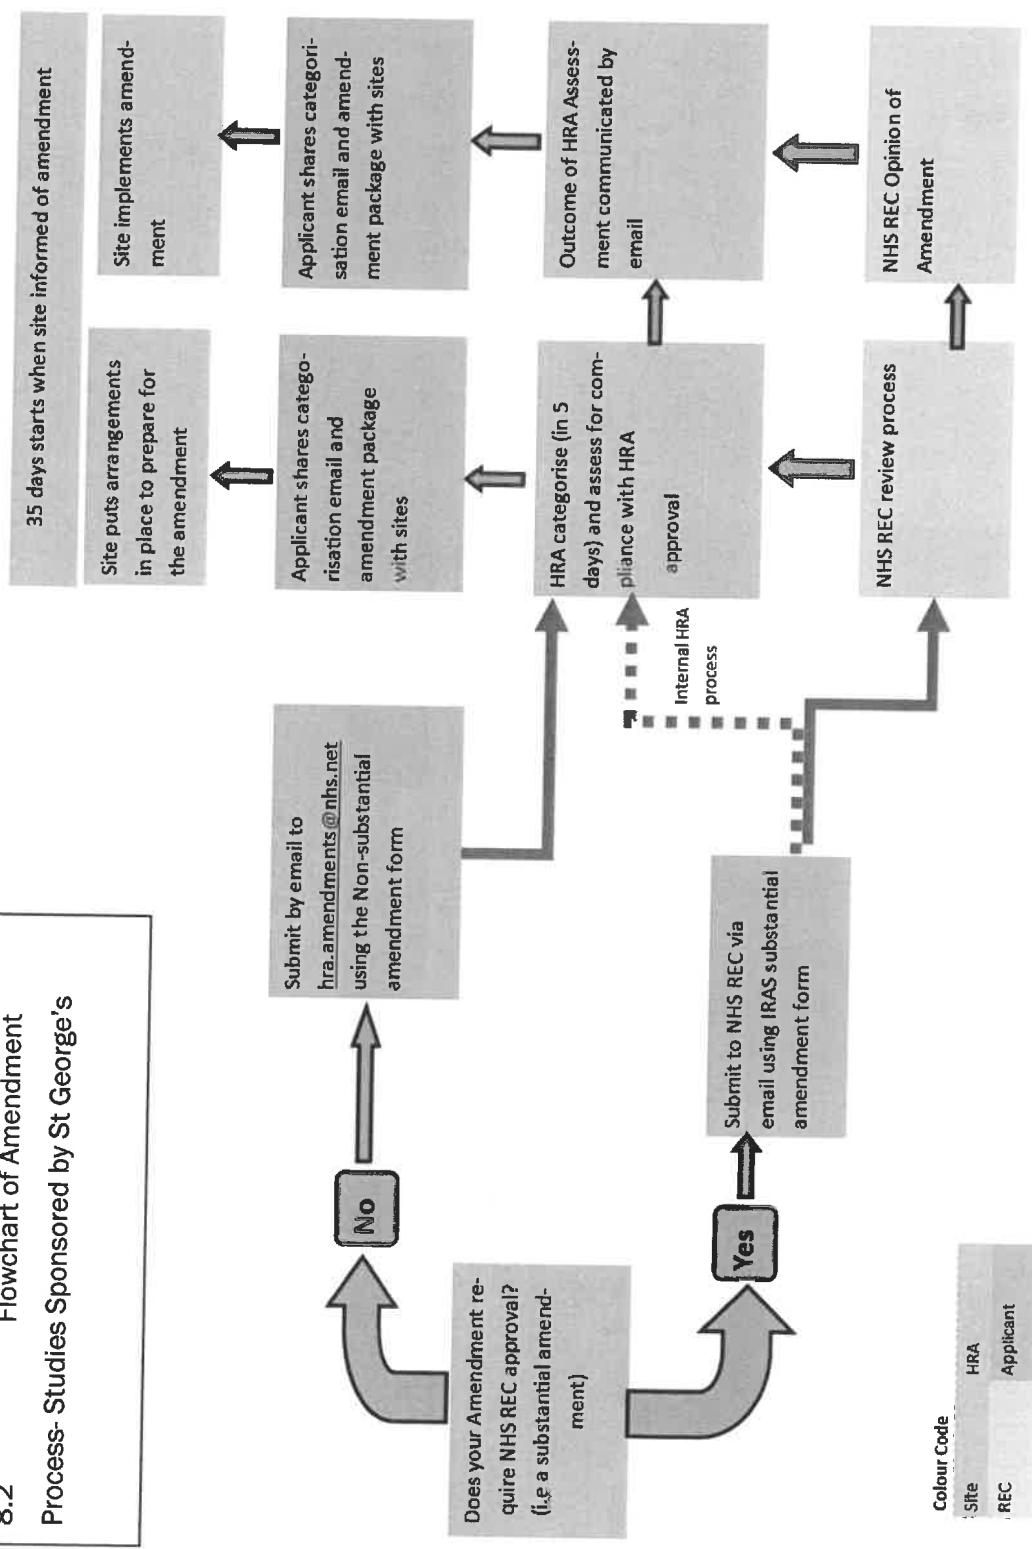 8.2 Flowchart of Amendment
Process- Studies Sponsored by St George's
Does your Amendment re-
quire NHS REC approval?
(i.e a substantial amend-
ment)
No
Yes
Submit by email to
hra.amendments@nhs.net
using the Non-substantial
amendment form
Submit to NHS REC via
email using IRAS substantial
amendment form
Internal HRA
process
35 days starts when site informed of amendment
Site puts arrangements
in place to prepare for
the amendment
Site implements amend-
ment
Applicant shares catego-
risation email and
amendment package
with sites
Applicant shares categori-
sation email and amend-
ment package with sites
HRA categorise (in 5
days) and assess for com-
pliance with HRA
approval
Outcome of HRA Assess-
ment communicated by
email
NHS REC review process
NHS REC Opinion of
Amendment
Colour Code
Site HRA
REC Applicant